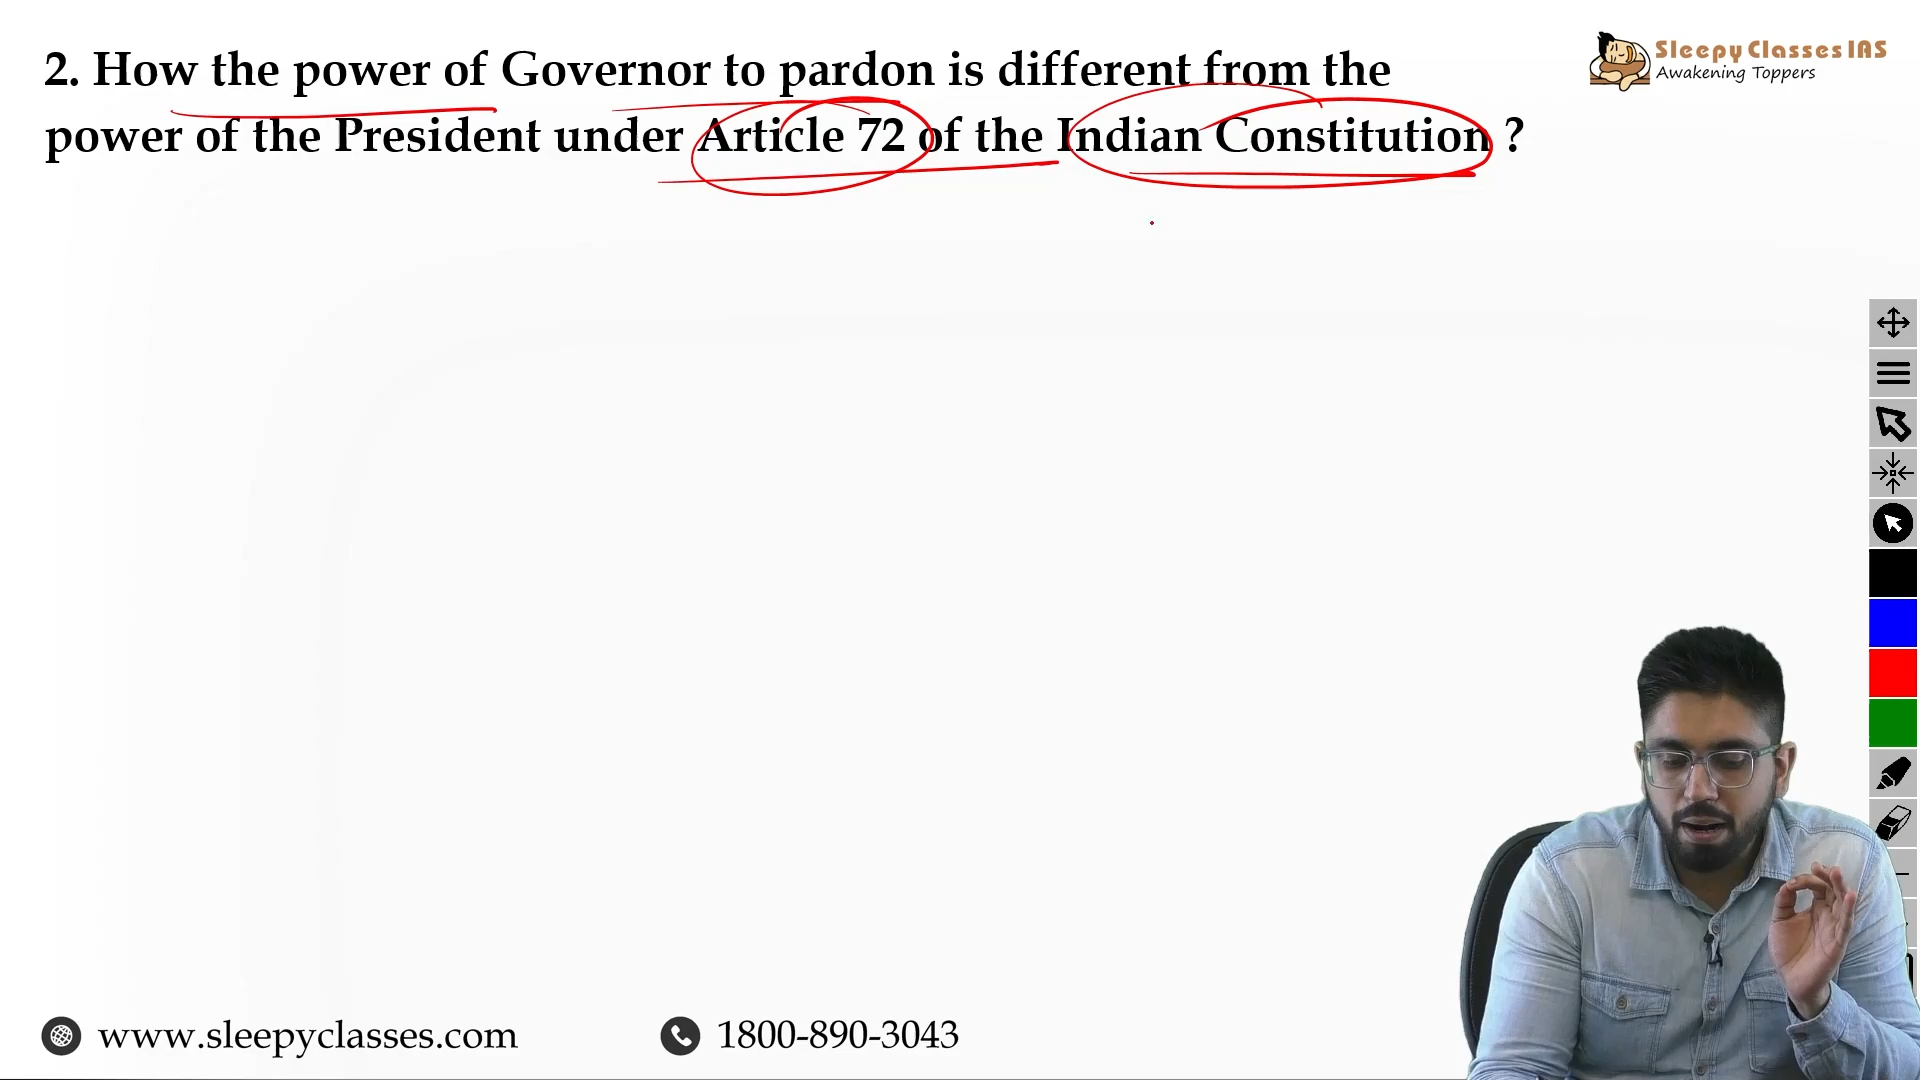 2. How the power of Governor to pardon is different from the
power of the President under Article 72 of the Indian Constitution ?
Sleepy Classes IAS
Awakening Toppers
www.sleepyclasses.com
1800-890-3043